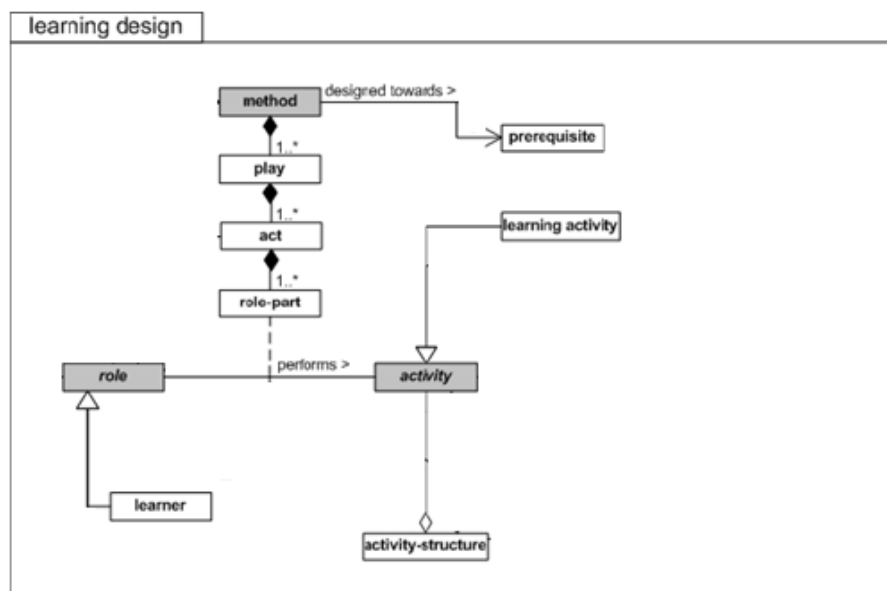 learning design
method
designed towards >
prerequisite
1..*
play
1..*
act
learning activity
1..*
role-part
performs >
role
activity
learner
activity-structure